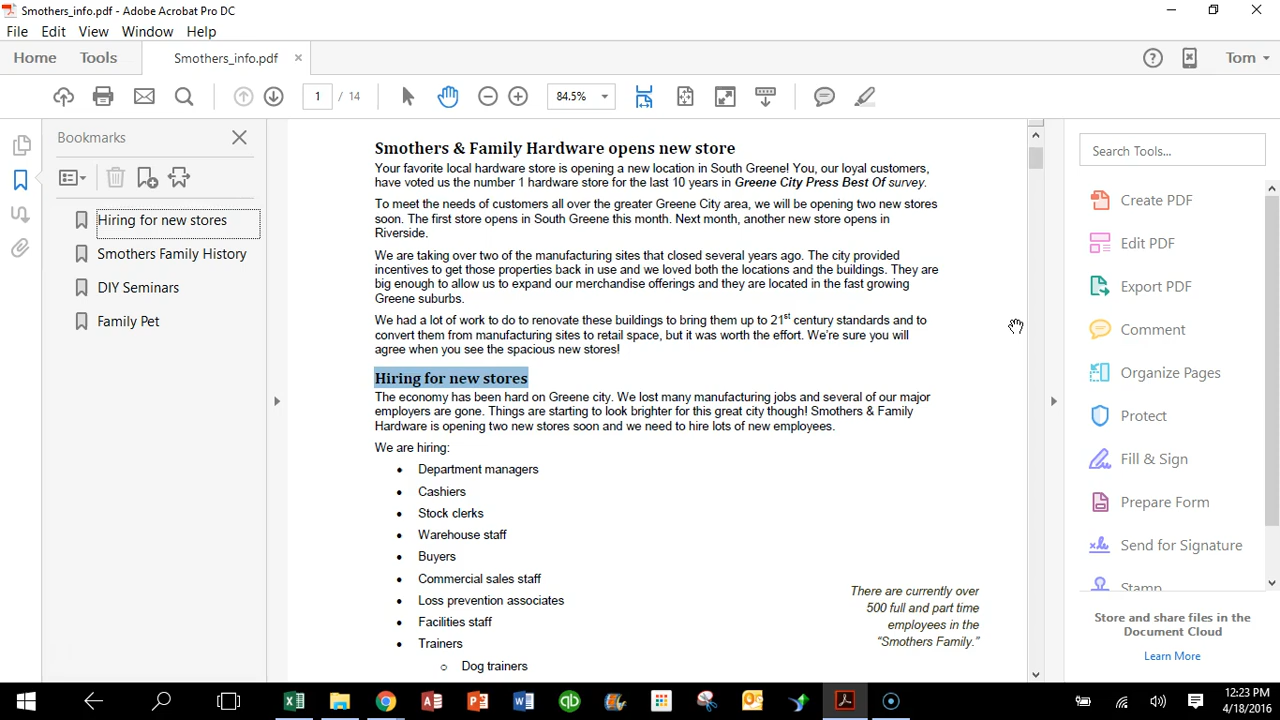 Smothers_info.pdf - Adobe Acrobat Pro DC
File Edit View Window Help
Home Tools Smothers_info.pdf × Tom
1 / 14 84.5%
Bookmarks
Hiring for new stores
Smothers Family History
DIY Seminars
Family Pet
Smothers & Family Hardware opens new store
Your favorite local hardware store is opening a new location in South Greene! You, our loyal customers,
have voted us the number 1 hardware store for the last 10 years in Greene City Press Best Of survey.
To meet the needs of customers all over the greater Greene City area, we will be opening two new stores
soon. The first store opens in South Greene this month. Next month, another new store opens in
Riverside.
We are taking over two of the manufacturing sites that closed several years ago. The city provided
incentives to get those properties back in use and we loved both the locations and the buildings. They are
big enough to allow us to expand our merchandise offerings and they are located in the fast growing
Greene suburbs.
We had a lot of work to do to renovate these buildings to bring them up to 21st century standards and to
convert them from manufacturing sites to retail space, but it was worth the effort. We're sure you will
agree when you see the spacious new stores!
Hiring for new stores
The economy has been hard on Greene city. We lost many manufacturing jobs and several of our major
employers are gone. Things are starting to look brighter for this great city though! Smothers & Family
Hardware is opening two new stores soon and we need to hire lots of new employees.
We are hiring:
• Department managers
• Cashiers
• Stock clerks
• Warehouse staff
• Buyers
• Commercial sales staff
• Loss prevention associates
• Facilities staff
• Trainers
o Dog trainers
There are currently over
500 full and part time
employees in the
"Smothers Family."
Search Tools...
Create PDF
Edit PDF
Export PDF
Comment
Organize Pages
Protect
Fill & Sign
Prepare Form
Send for Signature
Stamp
Store and share files in the
Document Cloud
Learn More
12:23 PM
4/18/2016